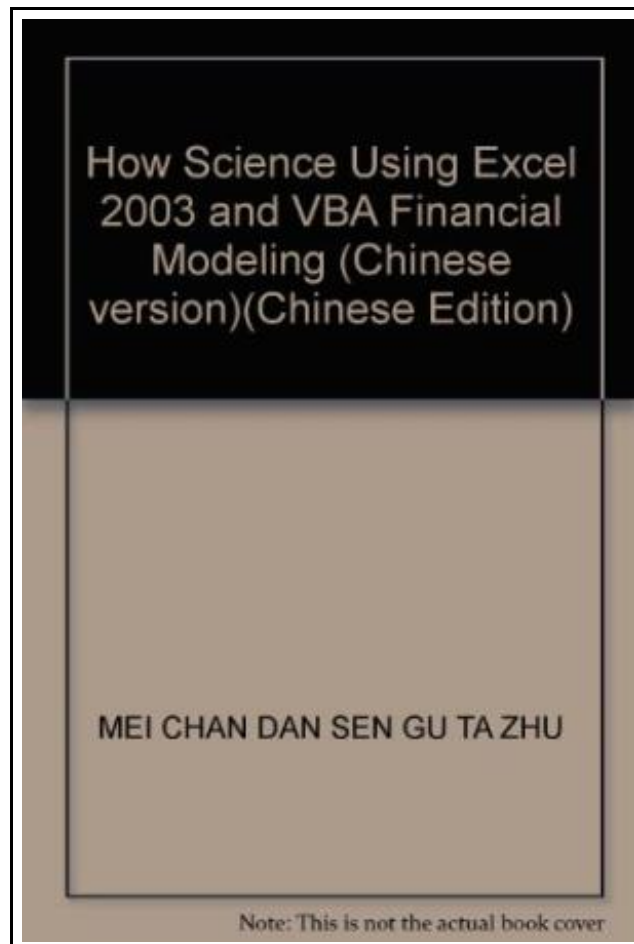 How Science Using Excel
2003 and VBA Financial
Modeling (Chinese
version)(Chinese Edition)
MEI CHAN DAN SEN GU TA ZHU
Note: This is not the actual book cover